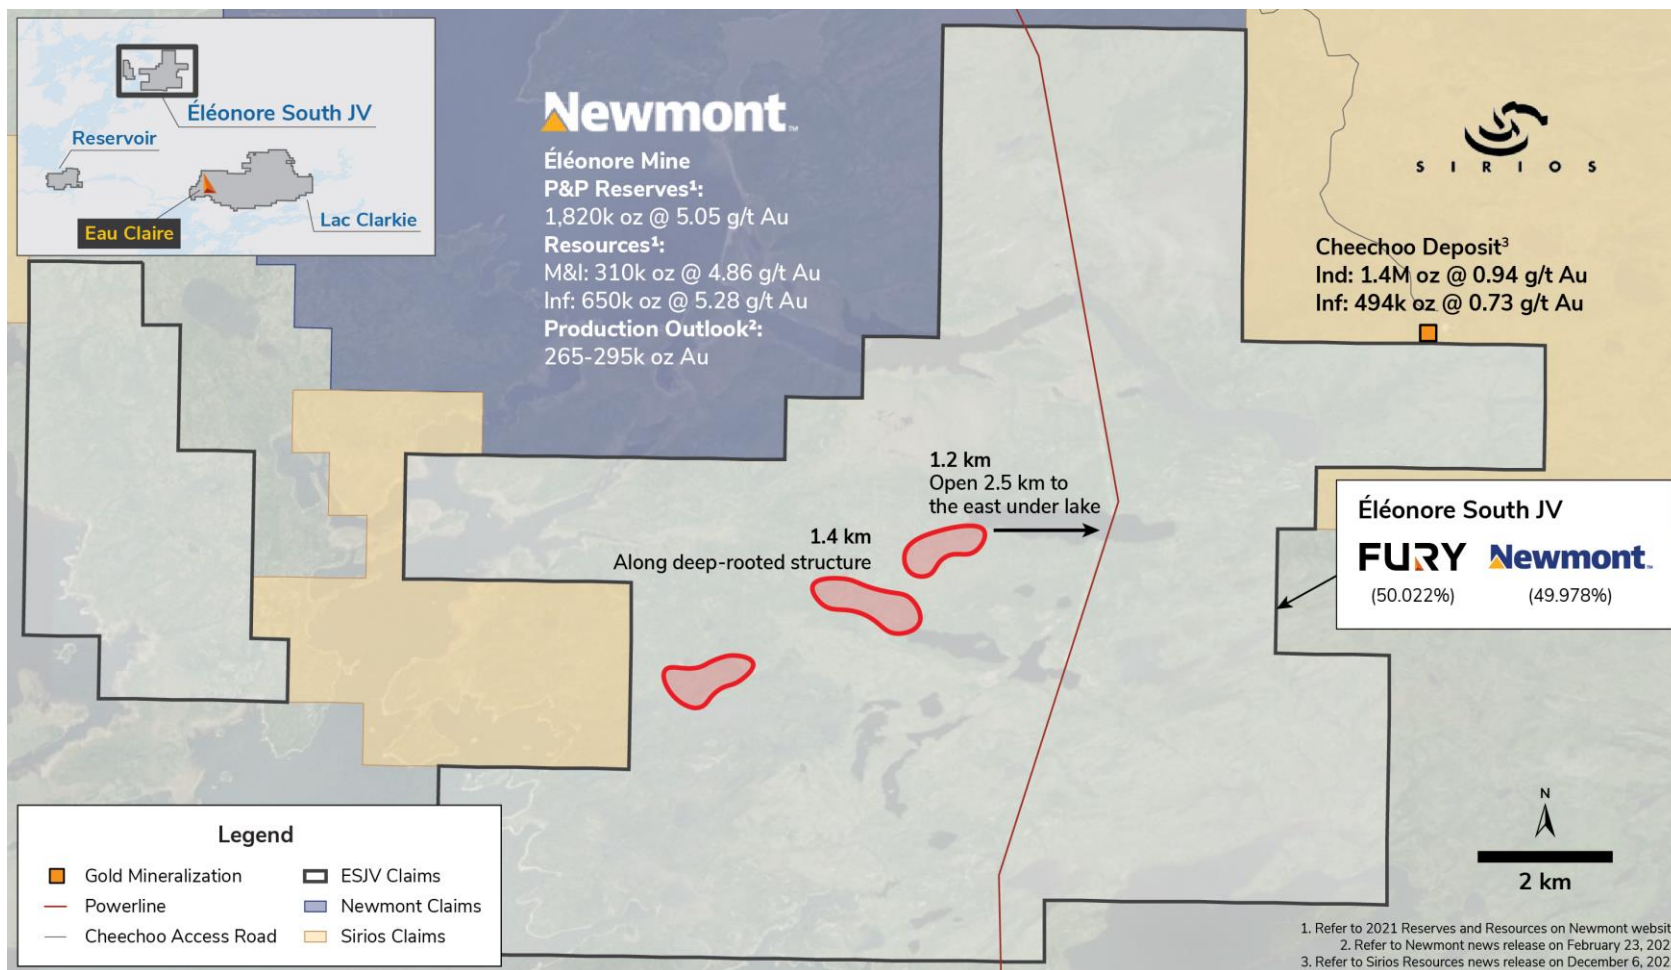 Éléonore South JV
Reservoir
Eau Claire
Lac Clarkie
Newmont™
Éléonore Mine
P&P Reserves¹:
1,820k oz @ 5.05 g/t Au
Resources¹:
M&I: 310k oz @ 4.86 g/t Au
Inf: 650k oz @ 5.28 g/t Au
Production Outlook²:
265-295k oz Au
SIRIOS
Cheechoo Deposit³
Ind: 1.4M oz @ 0.94 g/t Au
Inf: 494k oz @ 0.73 g/t Au
1.2 km
Open 2.5 km to
the east under lake
1.4 km
Along deep-rooted structure
Éléonore South JV
FURY Newmont™
(50.022%) (49.978%)
Legend
Gold Mineralization
Powerline
Cheechoo Access Road
ESJV Claims
Newmont Claims
Sirios Claims
N
2 km
1. Refer to 2021 Reserves and Resources on Newmont websit
2. Refer to Newmont news release on February 23, 202
3. Refer to Sirios Resources news release on December 6, 202